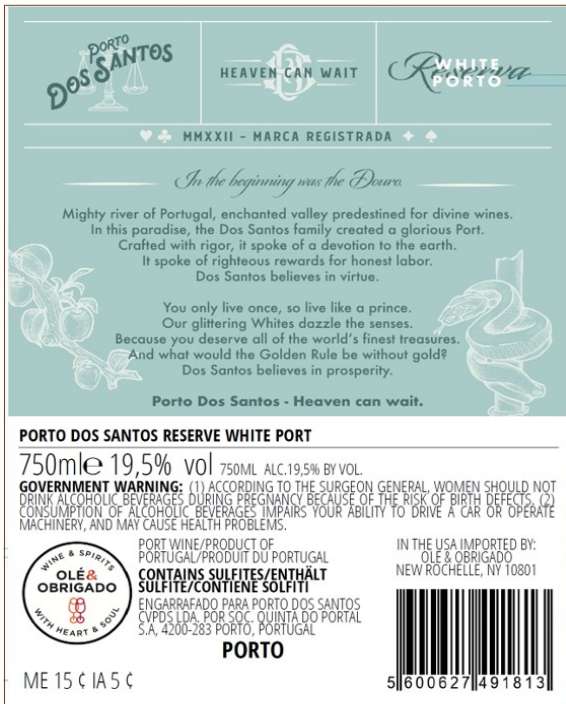 PORTO
DOS SANTOS
HEAVEN CAN WAIT
Reserva
WHITE
PORTO
MMXXII – MARCA REGISTRADA
In the beginning was the Douro.
Mighty river of Portugal, enchanted valley predestined for divine wines.
In this paradise, the Dos Santos family created a glorious Port.
Crafted with rigor, it spoke of a devotion to the earth.
It spoke of righteous rewards for honest labor.
Dos Santos believes in virtue.
You only live once, so live like a prince.
Our glittering Whites dazzle the senses.
Because you deserve all of the world's finest treasures.
And what would the Golden Rule be without gold?
Dos Santos believes in prosperity.
Porto Dos Santos - Heaven can wait.
PORTO DOS SANTOS RESERVE WHITE PORT
750ml℮ 19,5% vol 750ML ALC.19,5% BY VOL.
GOVERNMENT WARNING: (1) ACCORDING TO THE SURGEON GENERAL, WOMEN SHOULD NOT
DRINK ALCOHOLIC BEVERAGES DURING PREGNANCY BECAUSE OF THE RISK OF BIRTH DEFECTS. (2)
CONSUMPTION OF ALCOHOLIC BEVERAGES IMPAIRS YOUR ABILITY TO DRIVE A CAR OR OPERATE
MACHINERY, AND MAY CAUSE HEALTH PROBLEMS.
WINE & SPIRITS
OLÉ&
OBRIGADO
WITH HEART & SOUL
PORT WINE/PRODUCT OF
PORTUGAL/PRODUIT DU PORTUGAL
CONTAINS SULFITES/ENTHÄLT
SULFITE/CONTIENE SOLFITI
ENGARRAFADO PARA PORTO DOS SANTOS
CVPDS LDA. POR SOC. QUINTA DO PORTAL
S.A, 4200-283 PORTO, PORTUGAL
PORTO
IN THE USA IMPORTED BY:
OLE & OBRIGADO
NEW ROCHELLE, NY 10801
5 600627 491813
ME 15 ¢ IA 5 ¢